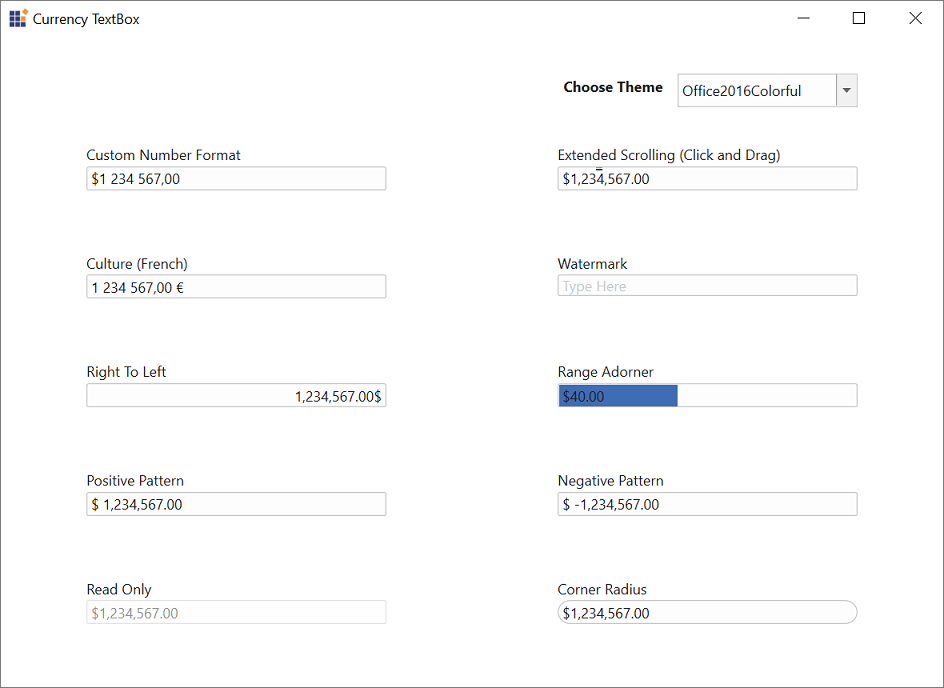 Currency TextBox
Choose Theme Office2016Colorful
Custom Number Format
$1 234 567,00
Extended Scrolling (Click and Drag)
$1,234,567.00
Culture (French)
1 234 567,00 €
Watermark
Type Here
Right To Left
1,234,567.00$
Range Adorner
$40.00
Positive Pattern
$ 1,234,567.00
Negative Pattern
$ -1,234,567.00
Read Only
$1,234,567.00
Corner Radius
$1,234,567.00